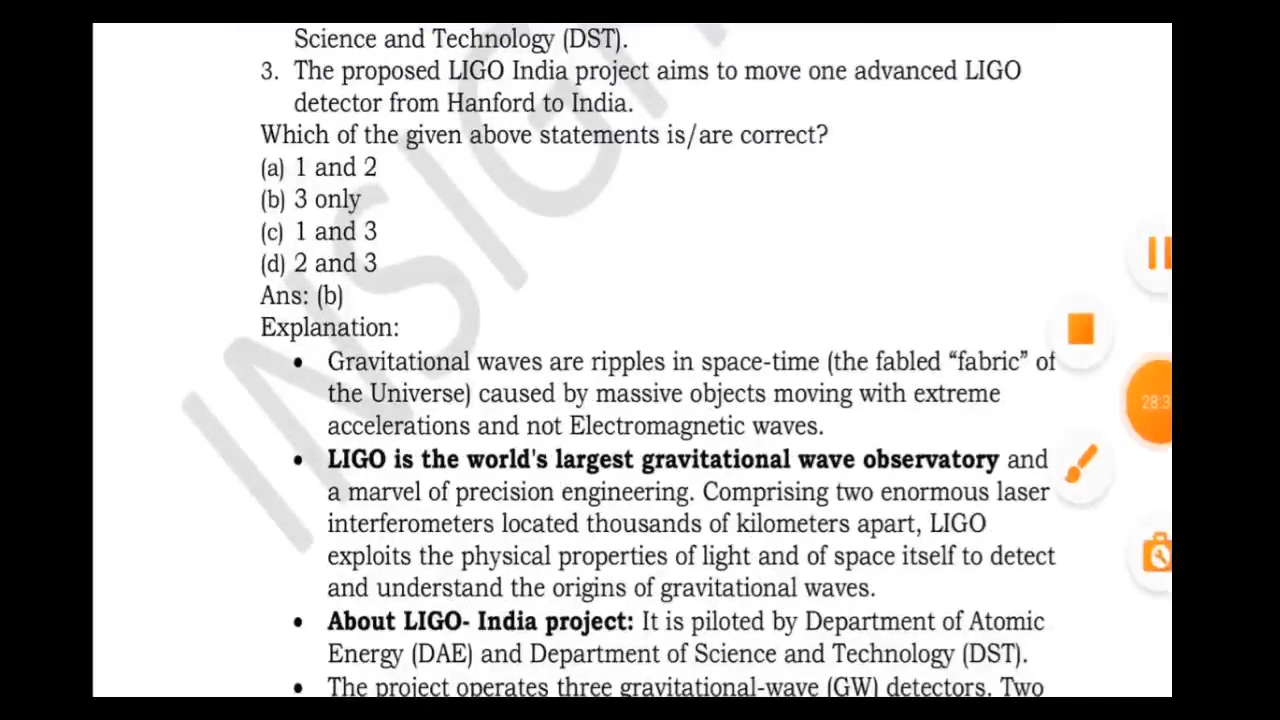 Science and Technology (DST).
3. The proposed LIGO India project aims to move one advanced LIGO
detector from Hanford to India.
Which of the given above statements is/are correct?
(a) 1 and 2
(b) 3 only
(c) 1 and 3
(d) 2 and 3
Ans: (b)
Explanation:
• Gravitational waves are ripples in space-time (the fabled “fabric” of
the Universe) caused by massive objects moving with extreme
accelerations and not Electromagnetic waves.
• LIGO is the world's largest gravitational wave observatory and
a marvel of precision engineering. Comprising two enormous laser
interferometers located thousands of kilometers apart, LIGO
exploits the physical properties of light and of space itself to detect
and understand the origins of gravitational waves.
• About LIGO- India project: It is piloted by Department of Atomic
Energy (DAE) and Department of Science and Technology (DST).
• The project operates three gravitational-wave (GW) detectors. Two
INSIG
28:3